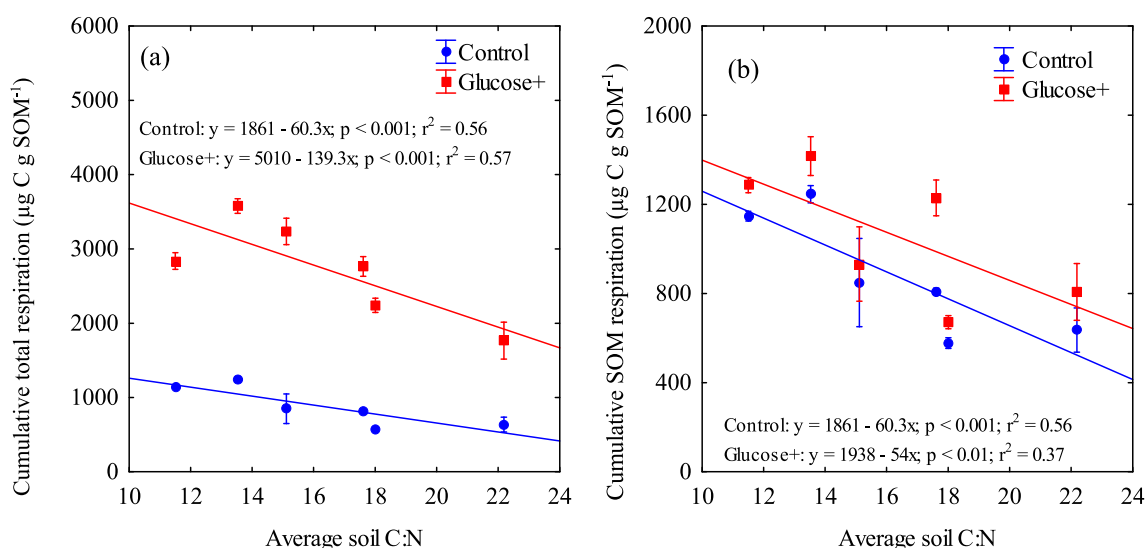 (a)
Control
Glucose+
Control: y = 1861 - 60.3x; p < 0.001; r² = 0.56
Glucose+: y = 5010 - 139.3x; p < 0.001; r² = 0.57
Cumulative total respiration (µg C g SOM⁻¹)
6000
5000
4000
3000
2000
1000
0
10 12 14 16 18 20 22 24
Average soil C:N
(b)
Control
Glucose+
Control: y = 1861 - 60.3x; p < 0.001; r² = 0.56
Glucose+: y = 1938 - 54x; p < 0.01; r² = 0.37
Cumulative SOM respiration (µg C g SOM⁻¹)
2000
1600
1200
800
400
0
10 12 14 16 18 20 22 24
Average soil C:N